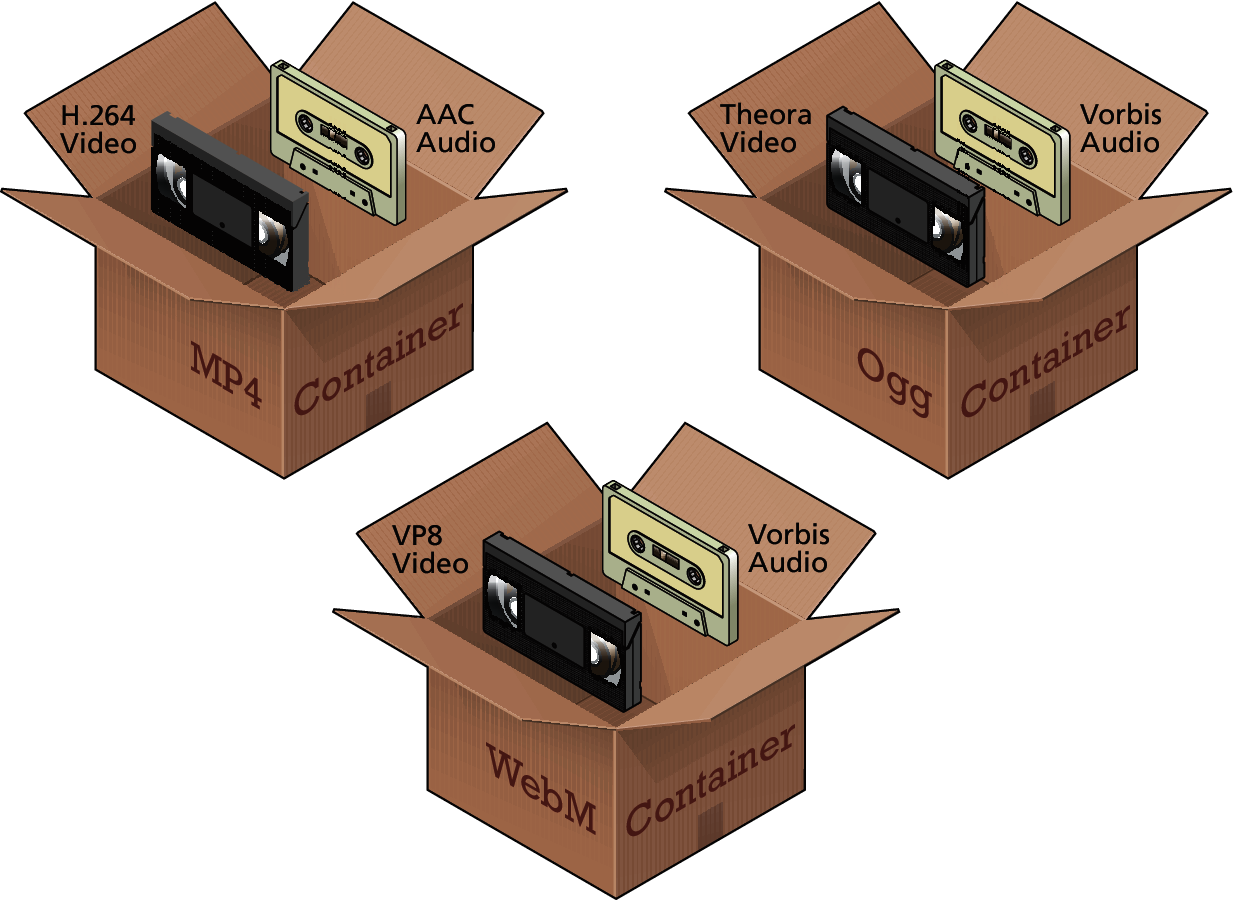 H.264
Video
AAC
Audio
MP4
Container
Theora
Video
Vorbis
Audio
Ogg
Container
VP8
Video
Vorbis
Audio
WebM
Container